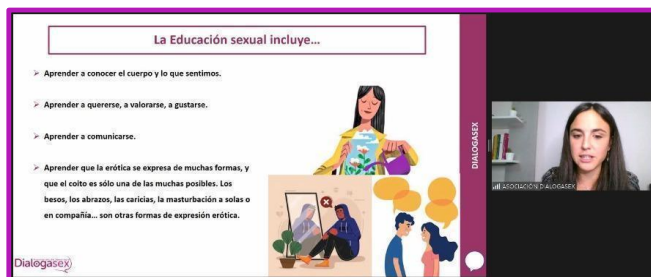 La Educación sexual incluye...
Aprender a conocer el cuerpo y lo que sentimos.
Aprender a quererse, a valorarse, a gustarse.
Aprender a comunicarse.
Aprender que la erótica se expresa de muchas formas, y
que el coito es sólo una de las muchas posibles. Los
besos, los abrazos, las caricias, la masturbación a solas o
en compañía... son otras formas de expresión erótica.
Dialogasex
DIALOGASEX
ASOCIACIÓN DIALOGASEX